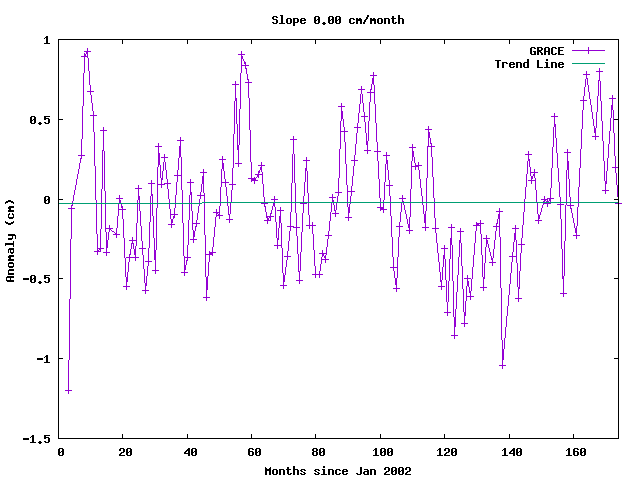 Slope 0.00 cm/month
GRACE
Trend Line
1
0.5
0
-0.5
-1
-1.5
Anomaly (cm)
0 20 40 60 80 100 120 140 160
Months since Jan 2002